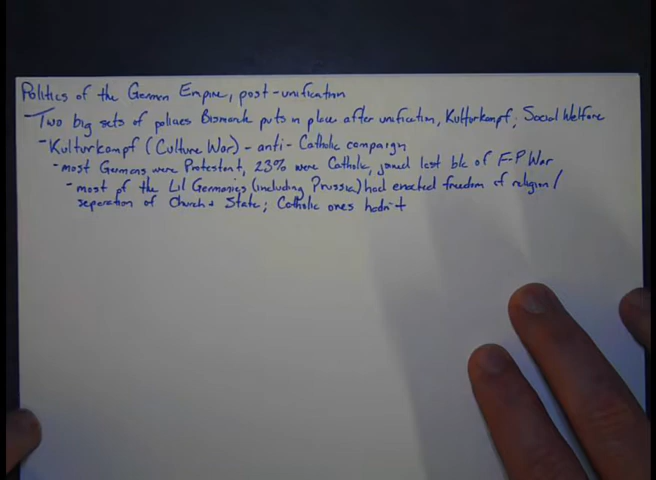 Politics of the German Empire, post-unification
- Two big sets of policies Bismarck puts in place after unification, Kulturkampf; Social Welfare
- Kulturkampf (Culture War) - anti-Catholic campaign
- most Germans were Protestant, 23% were Catholic, joined last b/c of F-P War
- most of the Lil Germanies (including Prussia) had enacted freedom of religion/
separation of Church + State; Catholic ones hadn't